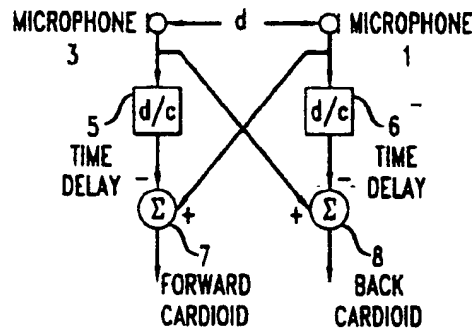 MICROPHONE d MICROPHONE
3 1
5 d/c d/c 6
TIME DELAY TIME DELAY
- -
Σ + + Σ
7 8
FORWARD CARDIOID BACK CARDIOID